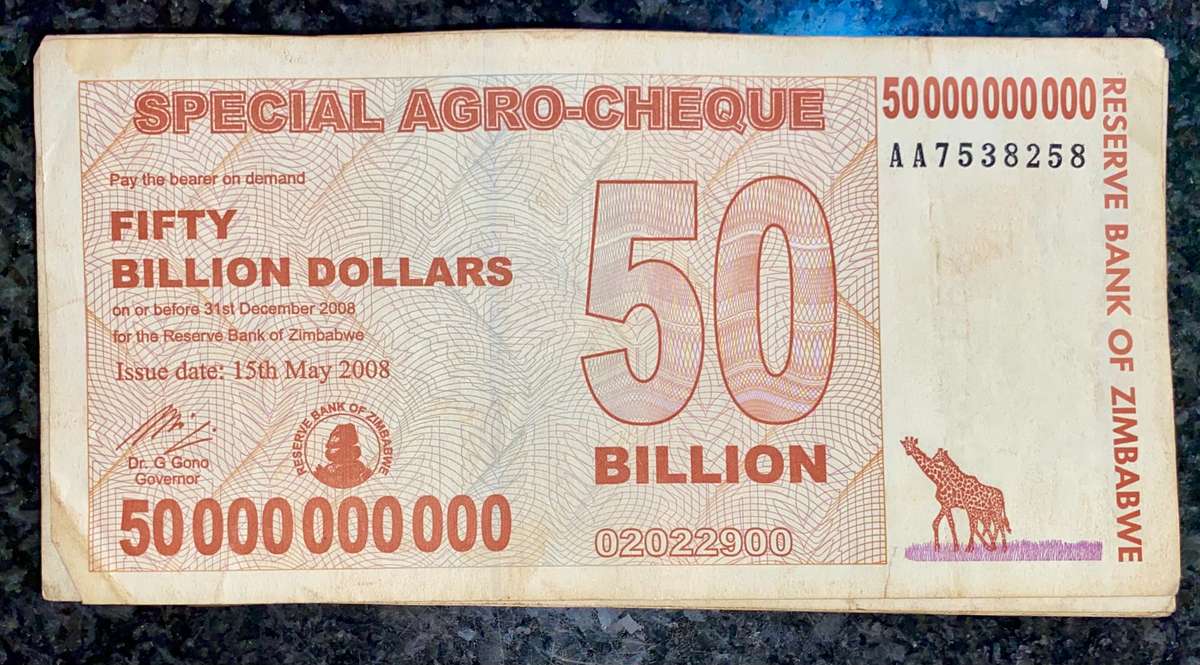 SPECIAL AGRO-CHEQUE
50 000 000 000
AA7538258
Pay the bearer on demand
FIFTY
BILLION DOLLARS
on or before 31st December 2008
for the Reserve Bank of Zimbabwe
Issue date: 15th May 2008
Dr. G Gono
Governor
RESERVE BANK OF ZIMBABWE
50 000 000 000
50
BILLION
02022900
RESERVE BANK OF ZIMBABWE